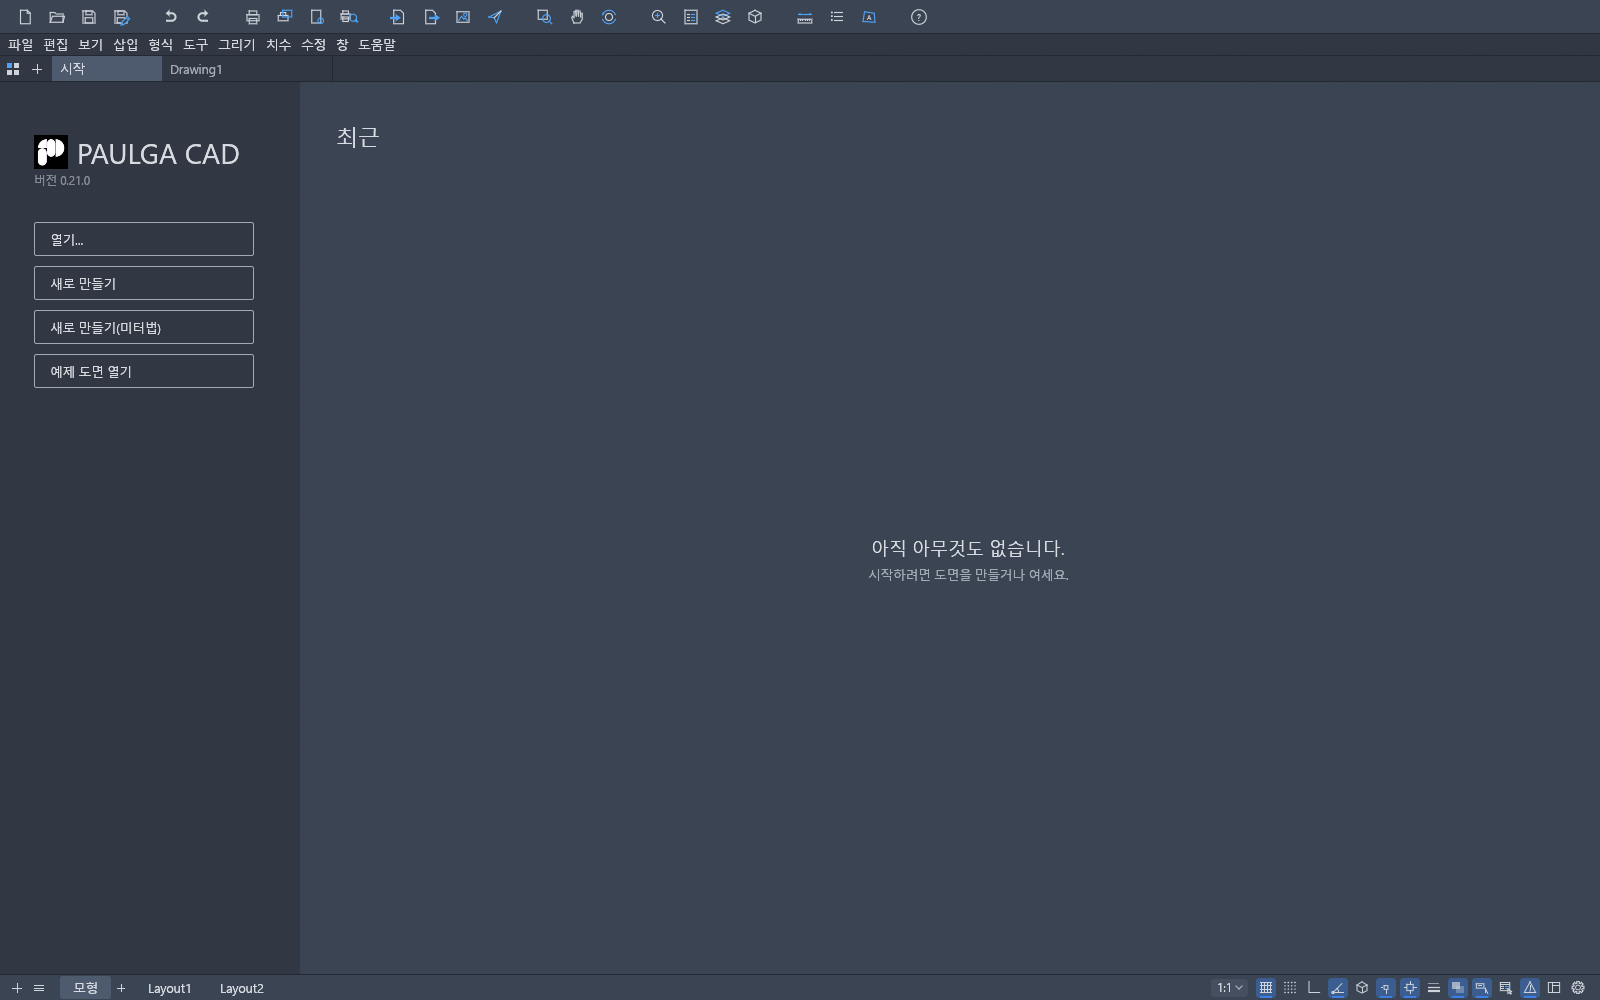 파일 편집 보기 삽입 형식 도구 그리기 치수 수정 창 도움말
시작 Drawing1
PAULGA CAD
버전 0.21.0
열기...
새로 만들기
새로 만들기(미터법)
예제 도면 열기
최근
아직 아무것도 없습니다.
시작하려면 도면을 만들거나 여세요.
모형 Layout1 Layout2 1:1